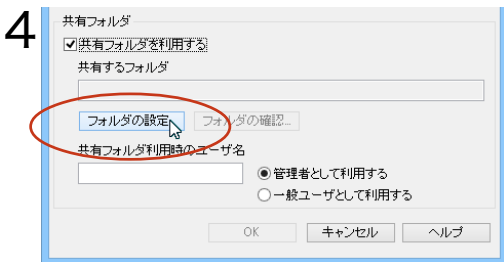 4
共有フォルダ
共有フォルダを利用する
共有するフォルダ
フォルダの設定... フォルダの確認...
共有フォルダ利用時のユーザ名
管理者として利用する
一般ユーザとして利用する
OK キャンセル ヘルプ